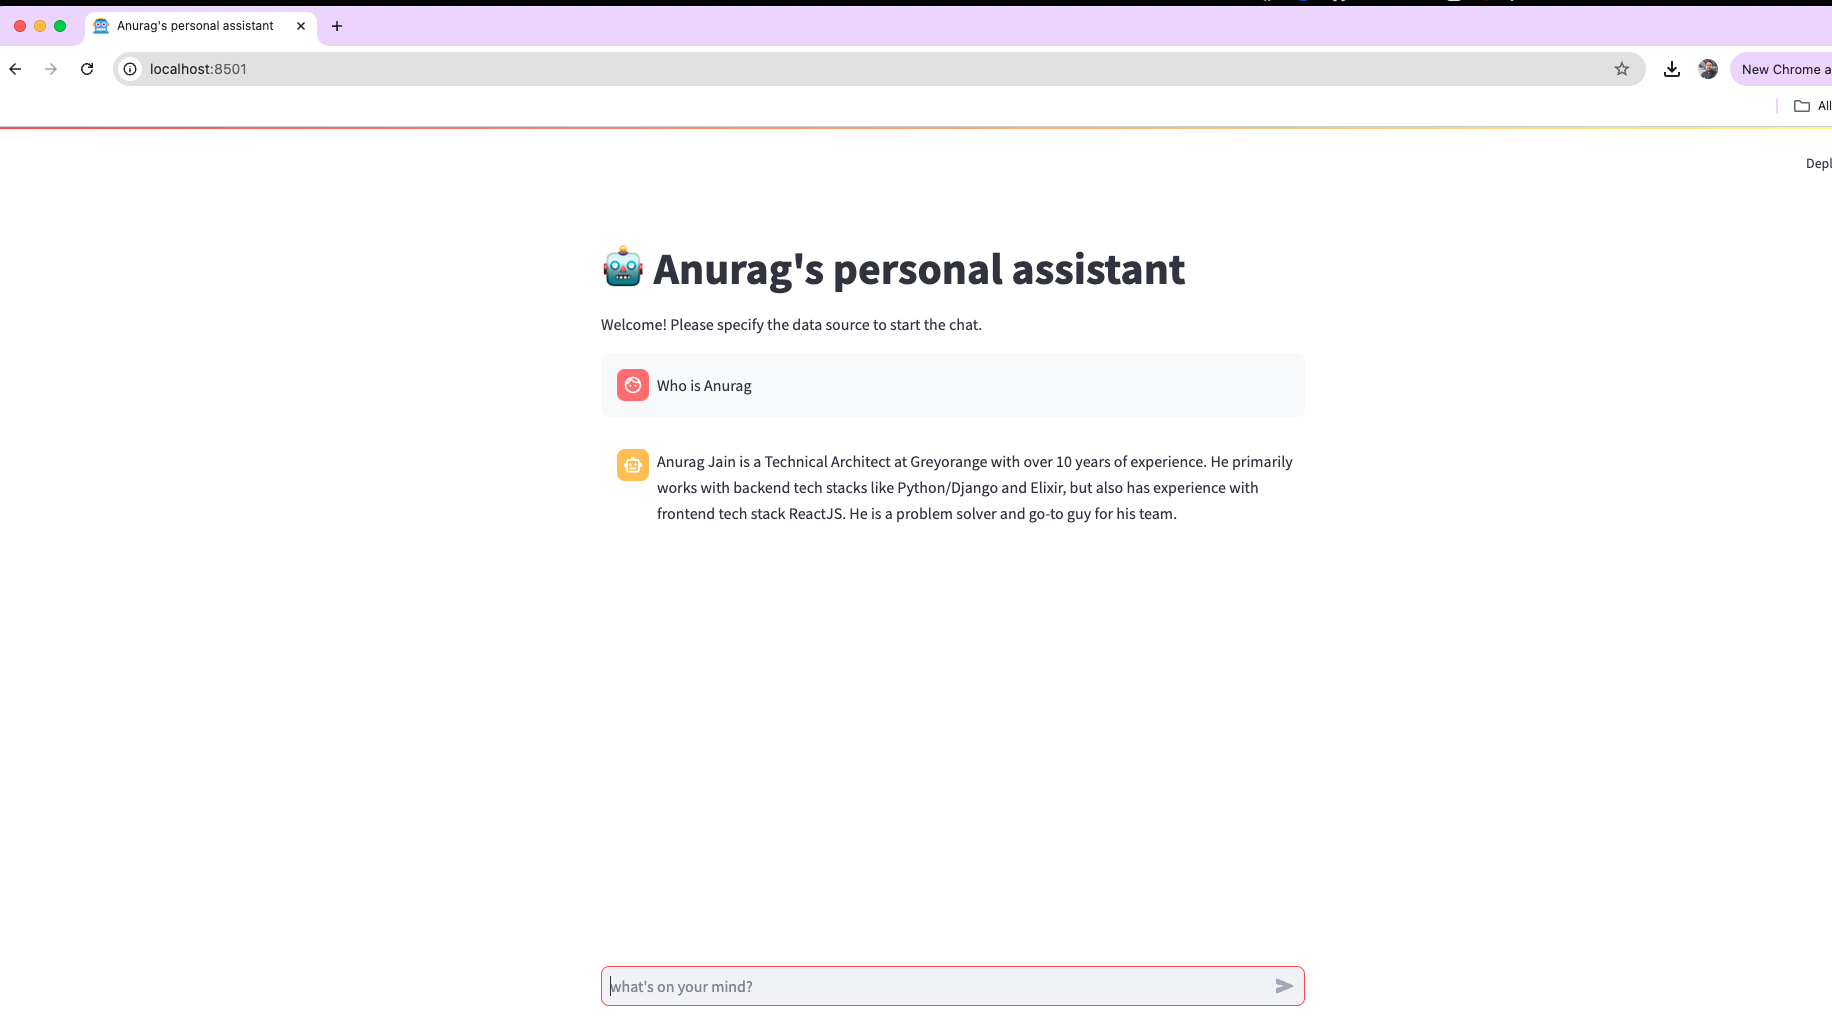 Anurag's personal assistant
localhost:8501
New Chrome a
All
Depl
Anurag's personal assistant
Welcome! Please specify the data source to start the chat.
Who is Anurag
Anurag Jain is a Technical Architect at Greyorange with over 10 years of experience. He primarily
works with backend tech stacks like Python/Django and Elixir, but also has experience with
frontend tech stack ReactJS. He is a problem solver and go-to guy for his team.
what's on your mind?